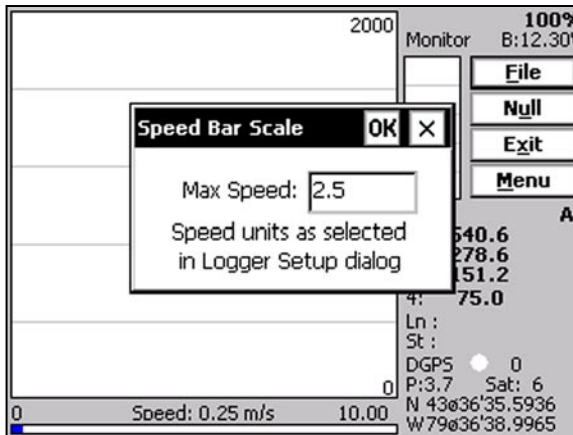 2000
100%
Monitor B:12.30V
File
Null
Exit
Menu
Speed Bar Scale OK ×
Max Speed: 2.5
Speed units as selected
in Logger Setup dialog
A
540.6
278.6
151.2
4: 75.0
Ln :
St :
DGPS 0
0
P:3.7 Sat: 6
0 Speed: 0.25 m/s 10.00
N 43ø36'35.5936
W79ø36'38.9965